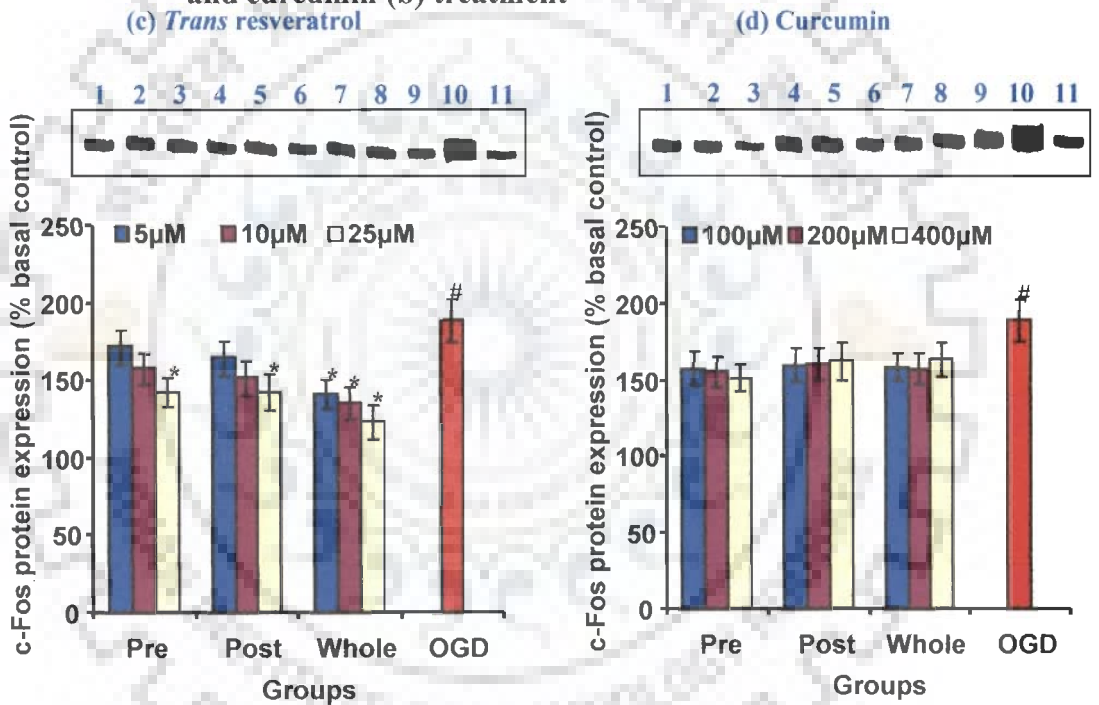 and curcumin (b) treatment
(c) Trans resveratrol
1 2 3 4 5 6 7 8 9 10 11
c-Fos protein expression (% basal control)
250
200
150
100
50
0
5μM 10μM 25μM
* * * * * #
Pre Post Whole OGD
Groups
(d) Curcumin
1 2 3 4 5 6 7 8 9 10 11
c-Fos protein expression (% basal control)
250
200
150
100
50
0
100μM 200μM 400μM
#
Pre Post Whole OGD
Groups